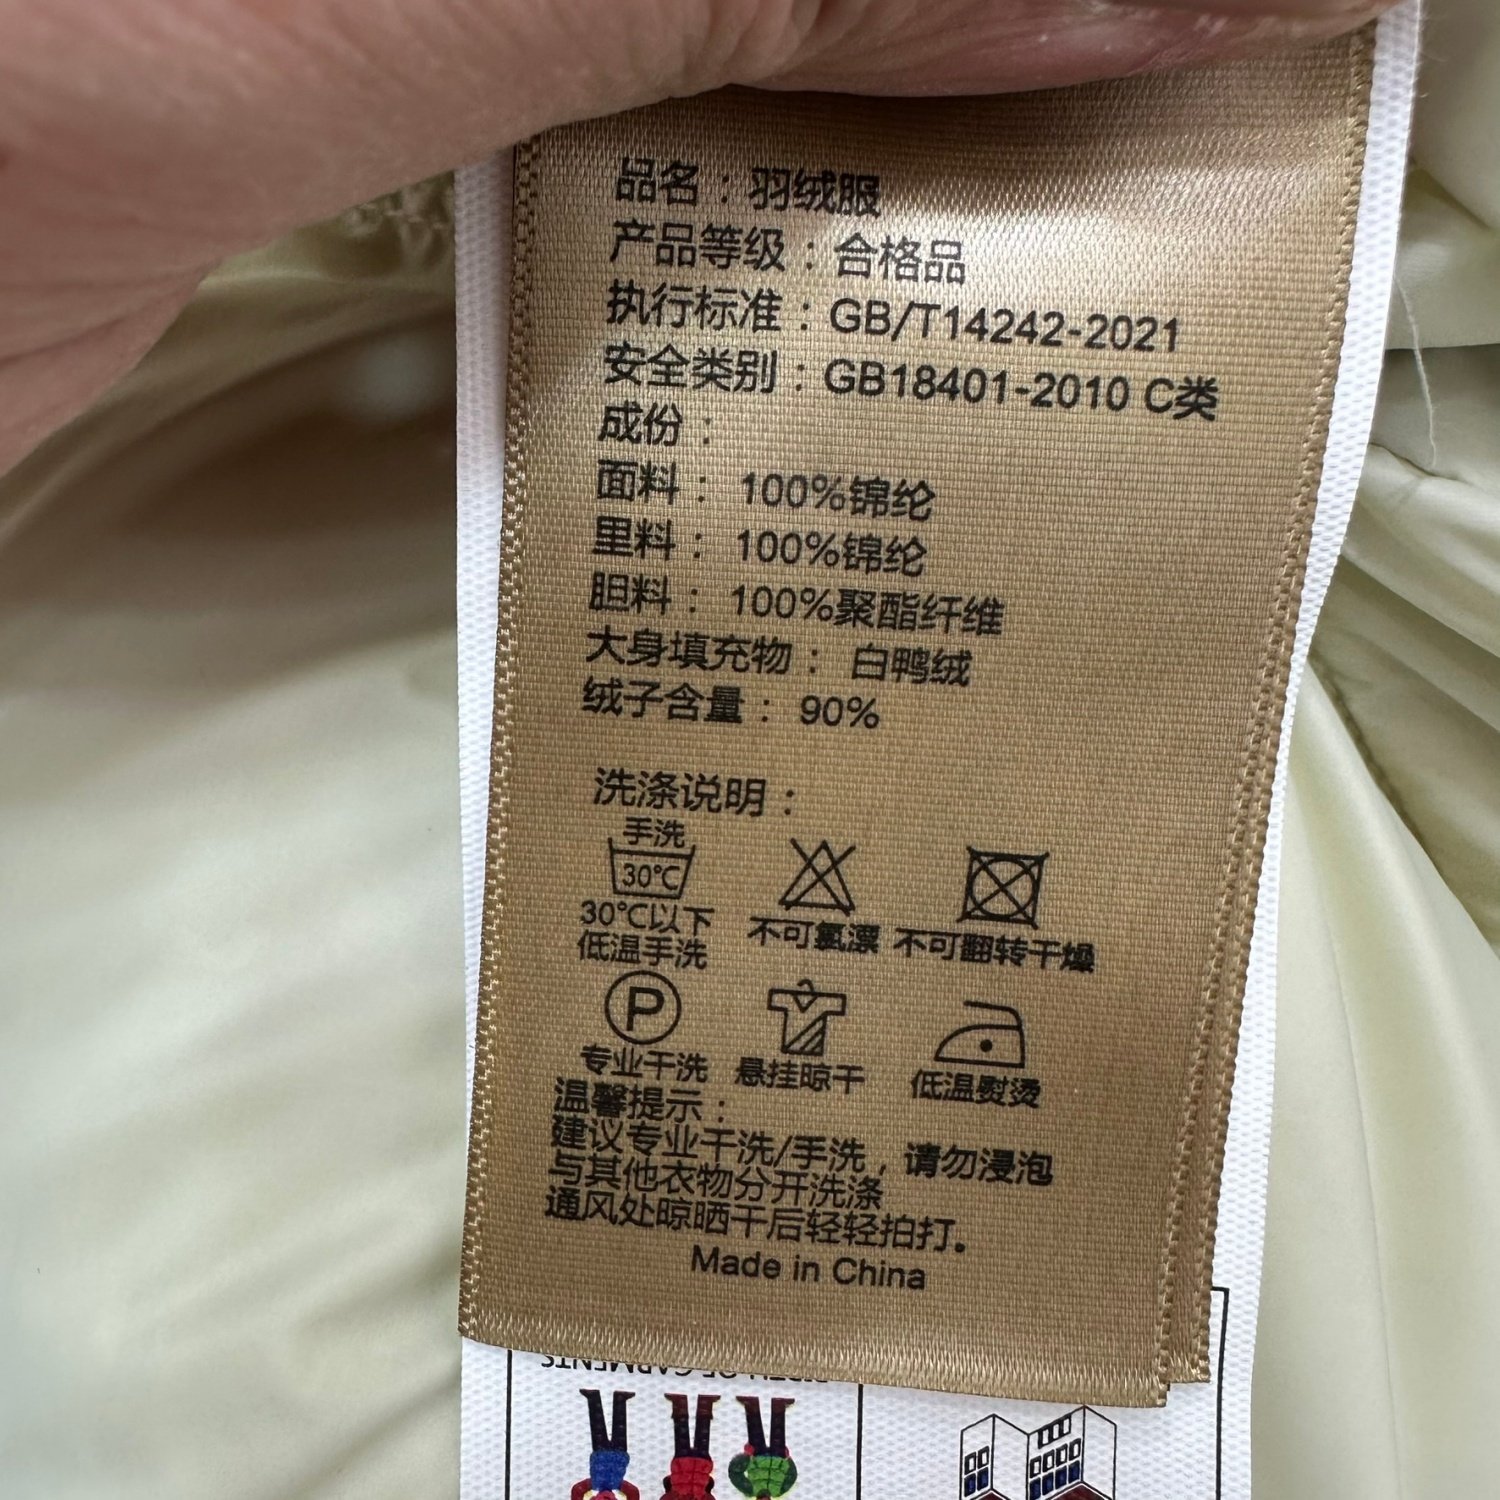 品名：羽绒服
产品等级：合格品
执行标准：GB/T14242-2021
安全类别：GB18401-2010 C类
成份：
面料： 100%锦纶
里料： 100%锦纶
胆料： 100%聚酯纤维
大身填充物： 白鸭绒
绒子含量： 90%
洗涤说明：
手洗
30℃
30℃以下
低温手洗
不可氯漂
不可翻转干燥
P
专业干洗
悬挂晾干
低温熨烫
温馨提示：
建议专业干洗/手洗，请勿浸泡
与其他衣物分开洗涤
通风处晾晒干后轻轻拍打。
Made in China
OF GARMENTS